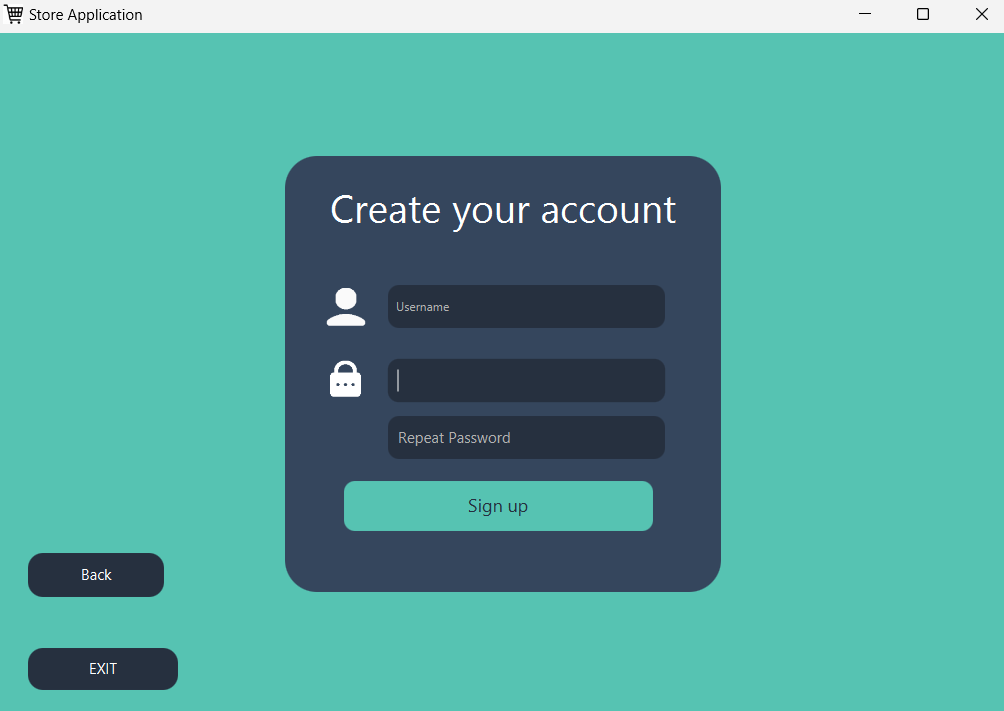 Store Application
Create your account
Username
Repeat Password
Sign up
Back
EXIT